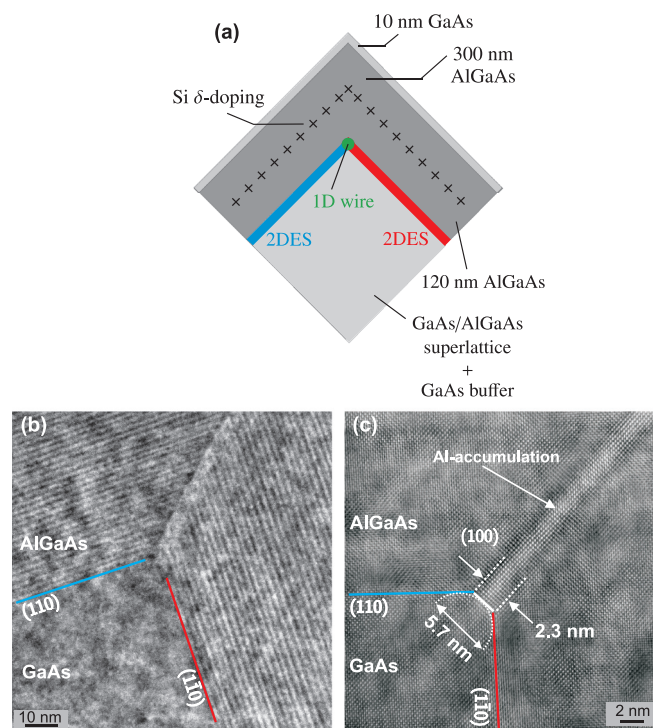 (a)
10 nm GaAs
300 nm
AlGaAs
Si δ-doping
1D wire
2DES
2DES
120 nm AlGaAs
GaAs/AlGaAs
superlattice
+
GaAs buffer
(b)
AlGaAs
(110)
GaAs
(11̄0)
10 nm
(c)
Al-accumulation
AlGaAs
(100)
(110)
5.7 nm
2.3 nm
GaAs
(11̄0)
2 nm